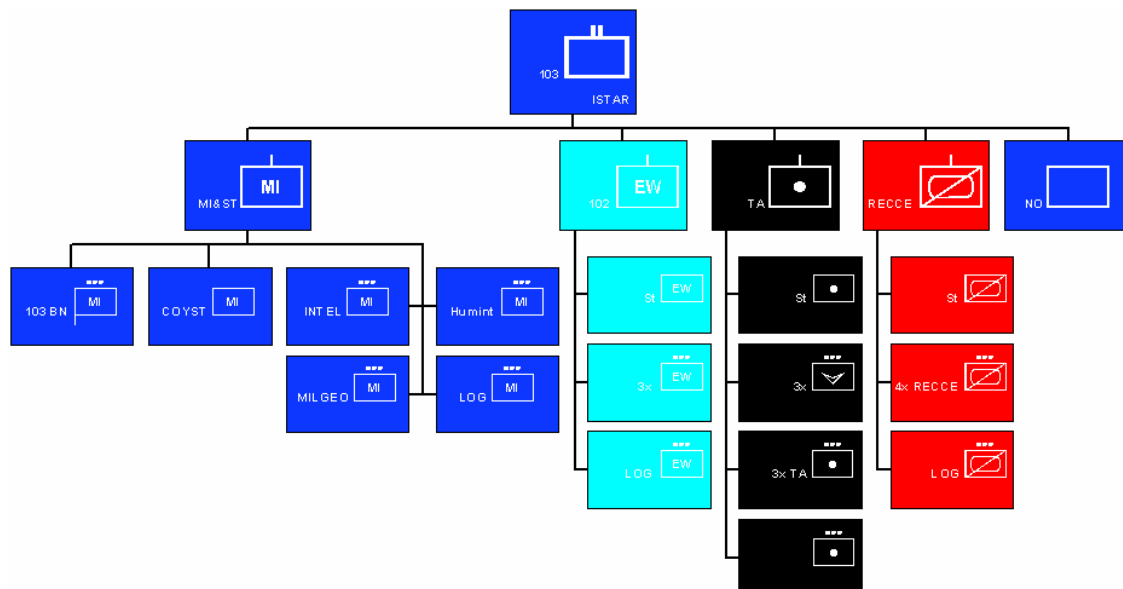 103
ISTAR
MI
MI&ST
EW
102
TA
RECCE
NO
MI
103 BN
MI
COYST
MI
INTEL
MI
Humint
MI
MILGEO
MI
LOG
EW
St
EW
3x
EW
LOG
St
3x
3x TA
St
4x RECCE
LOG